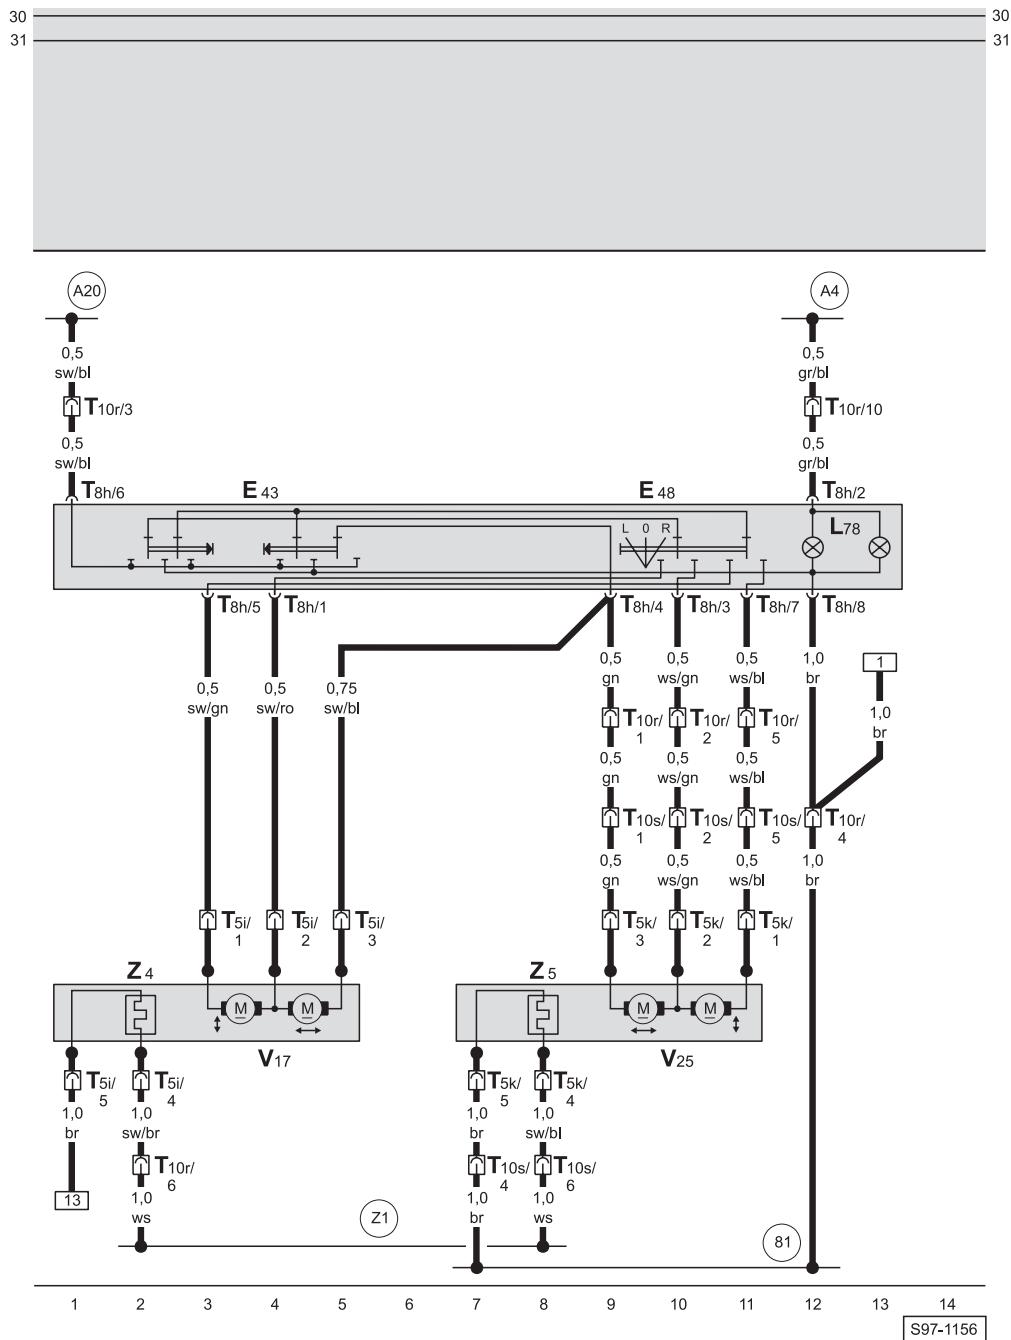 30 30
31 31
A20 A4
0,5 0,5
sw/bl gr/bl
T10r/3 T10r/10
0,5 0,5
sw/bl gr/bl
T8h/6 E43 E48 T8h/2
L 0 R L78
T8h/5 T8h/1 T8h/4 T8h/3 T8h/7 T8h/8
0,5 0,5 0,5 1,0 1
gn ws/gn ws/bl br
0,5 0,5 0,75
sw/gn sw/ro sw/bl
1,0
br
T10r/ T10r/ T10r/
1 2 5
0,5 0,5 0,5
gn ws/gn ws/bl
T10s/ T10s/ T10s/ T10r/
1 2 5 4
0,5 0,5 0,5 1,0
gn ws/gn ws/bl br
T5i/ T5i/ T5i/ T5k/ T5k/ T5k/
1 2 3 3 2 1
Z4 Z5
M M M M
V17 V25
T5i/ T5i/ T5k/ T5k/
5 4 5 4
1,0 1,0 1,0 1,0
br sw/br br sw/bl
T10r/ T10s/ T10s/
6 4 6
13 1,0 1,0 1,0
ws br ws
Z1
81
1 2 3 4 5 6 7 8 9 10 11 12 13 14
S97-1156